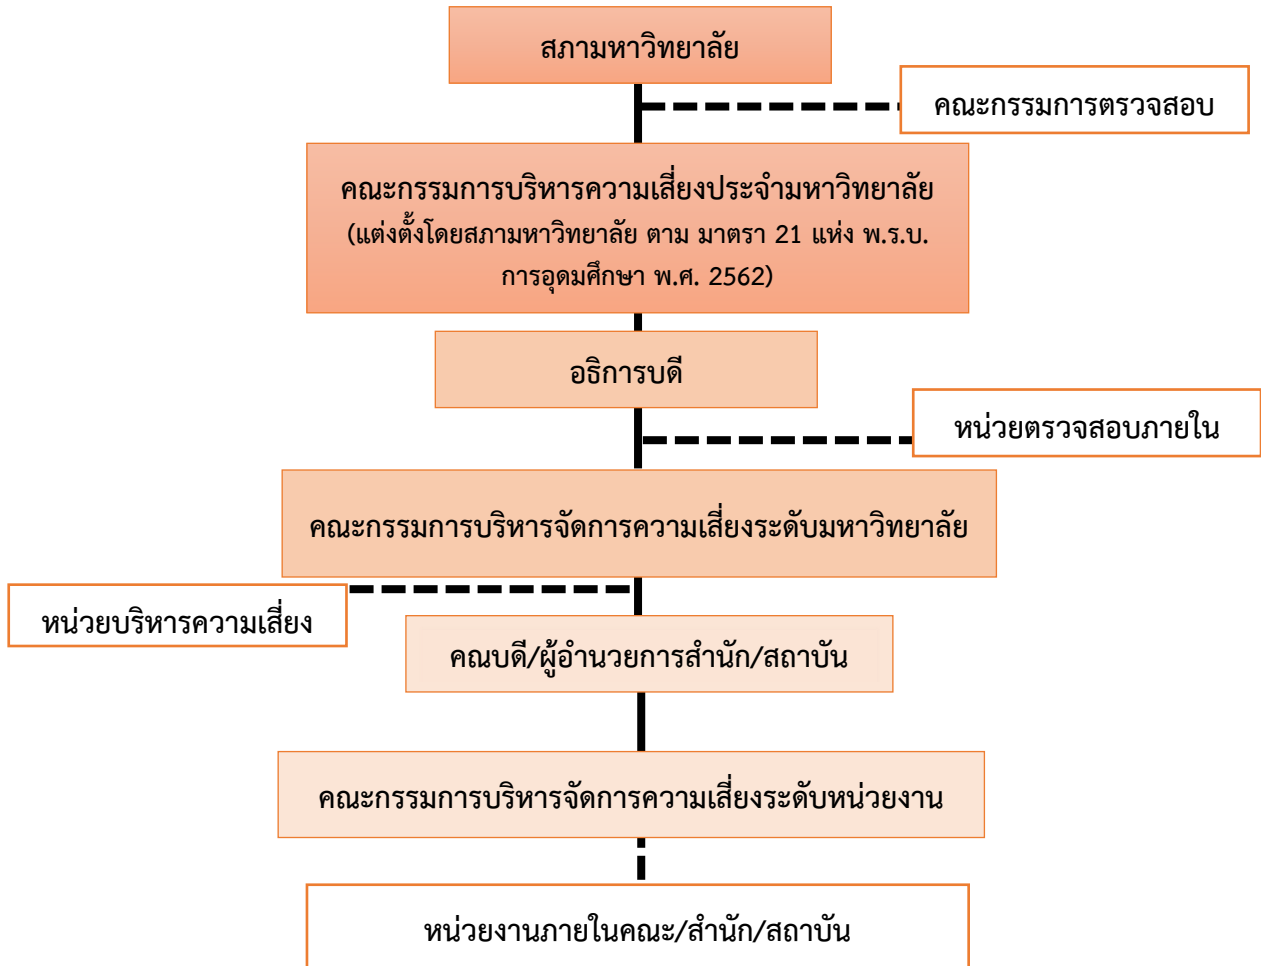 สภามหาวิทยาลัย
คณะกรรมการตรวจสอบ
คณะกรรมการบริหารความเสี่ยงประจำมหาวิทยาลัย
(แต่งตั้งโดยสภามหาวิทยาลัย ตาม มาตรา 21 แห่ง พ.ร.บ.
การอุดมศึกษา พ.ศ. 2562)
อธิการบดี
หน่วยตรวจสอบภายใน
คณะกรรมการบริหารจัดการความเสี่ยงระดับมหาวิทยาลัย
หน่วยบริหารความเสี่ยง
คณบดี/ผู้อำนวยการสำนัก/สถาบัน
คณะกรรมการบริหารจัดการความเสี่ยงระดับหน่วยงาน
หน่วยงานภายในคณะ/สำนัก/สถาบัน